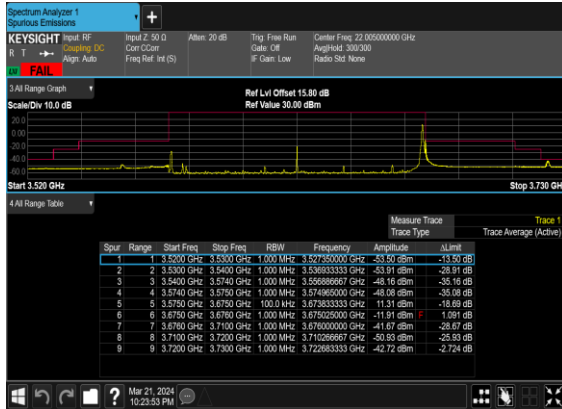 Spectrum Analyzer 1
Spurious Emissions
+
KEYSIGHT Input: RF Input Z: 50 Ω Atten: 20 dB Trig: Free Run Center Freq: 22.005000000 GHz
R T Coupling: DC Corr CCorr Gate: Off Avg|Hold: 300/300
Align: Auto Freq Ref: Int (S) IF Gain: Low Radio Std: None
LV FAIL
3 All Range Graph Ref Lvl Offset 15.80 dB
Scale/Div 10.0 dB Ref Value 30.00 dBm
20.0
0.00
-20.0
-40.0
-60.0
Start 3.520 GHz Stop 3.730 GH
4 All Range Table
Measure Trace Trace 1
Trace Type Trace Average (Active)
Spur Range Start Freq Stop Freq RBW Frequency Amplitude ΔLimit
1 1 3.5200 GHz 3.5300 GHz 1.000 MHz 3.527350000 GHz -53.50 dBm -13.50 dB
2 2 3.5300 GHz 3.5400 GHz 1.000 MHz 3.536933333 GHz -53.91 dBm -28.91 dB
3 3 3.5400 GHz 3.5740 GHz 1.000 MHz 3.556886667 GHz -48.16 dBm -35.16 dB
4 4 3.5740 GHz 3.5750 GHz 1.000 MHz 3.574965000 GHz -48.08 dBm -35.08 dB
5 5 3.5750 GHz 3.6750 GHz 100.0 kHz 3.673833333 GHz 11.31 dBm -18.69 dB
6 6 3.6750 GHz 3.6760 GHz 1.000 MHz 3.675025000 GHz -11.91 dBm F 1.091 dB
7 7 3.6760 GHz 3.7100 GHz 1.000 MHz 3.676000000 GHz -41.67 dBm -28.67 dB
8 8 3.7100 GHz 3.7200 GHz 1.000 MHz 3.710266667 GHz -50.93 dBm -25.93 dB
9 9 3.7200 GHz 3.7300 GHz 1.000 MHz 3.722683333 GHz -42.72 dBm -2.724 dB
? Mar 21, 2024
10:23:53 PM